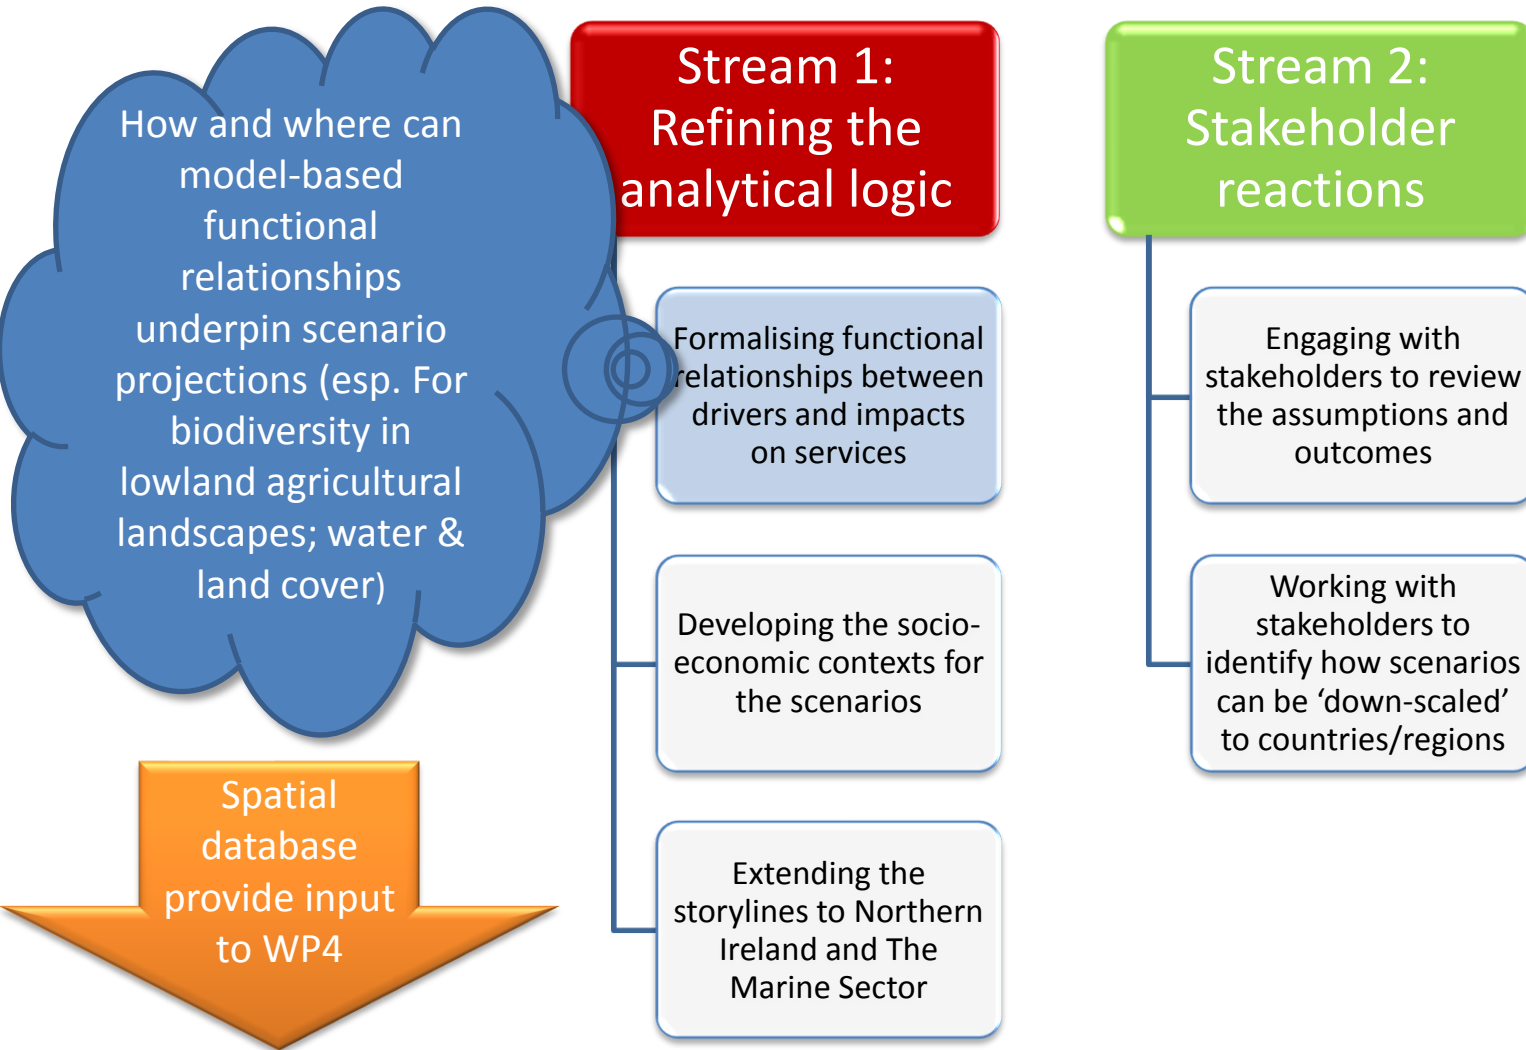 How and where can
model-based
functional
relationships
underpin scenario
projections (esp. For
biodiversity in
lowland agricultural
landscapes; water &
land cover)
Spatial
database
provide input
to WP4
Stream 1:
Refining the
analytical logic
Formalising functional
relationships between
drivers and impacts
on services
Developing the socio-
economic contexts for
the scenarios
Extending the
storylines to Northern
Ireland and The
Marine Sector
Stream 2:
Stakeholder
reactions
Engaging with
stakeholders to review
the assumptions and
outcomes
Working with
stakeholders to
identify how scenarios
can be ‘down-scaled’
to countries/regions